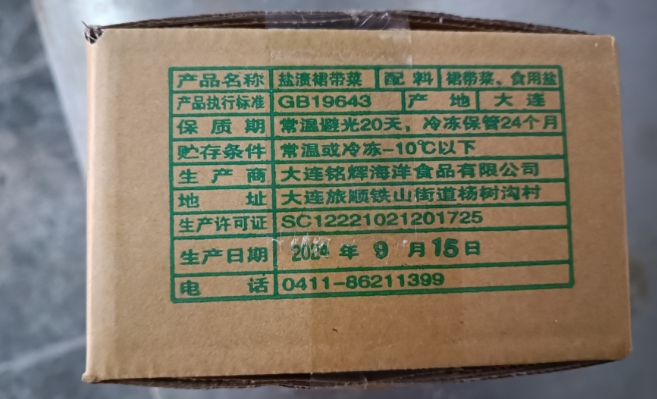 产品名称 盐渍裙带菜 配料 裙带菜、食用盐
产品执行标准 GB19643 产地 大连
保质期 常温避光20天，冷冻保管24个月
贮存条件 常温或冷冻-10℃以下
生产商 大连铭辉海洋食品有限公司
地址 大连旅顺铁山街道杨树沟村
生产许可证 SC12221021201725
生产日期 2024年9月15日
电话 0411-86211399